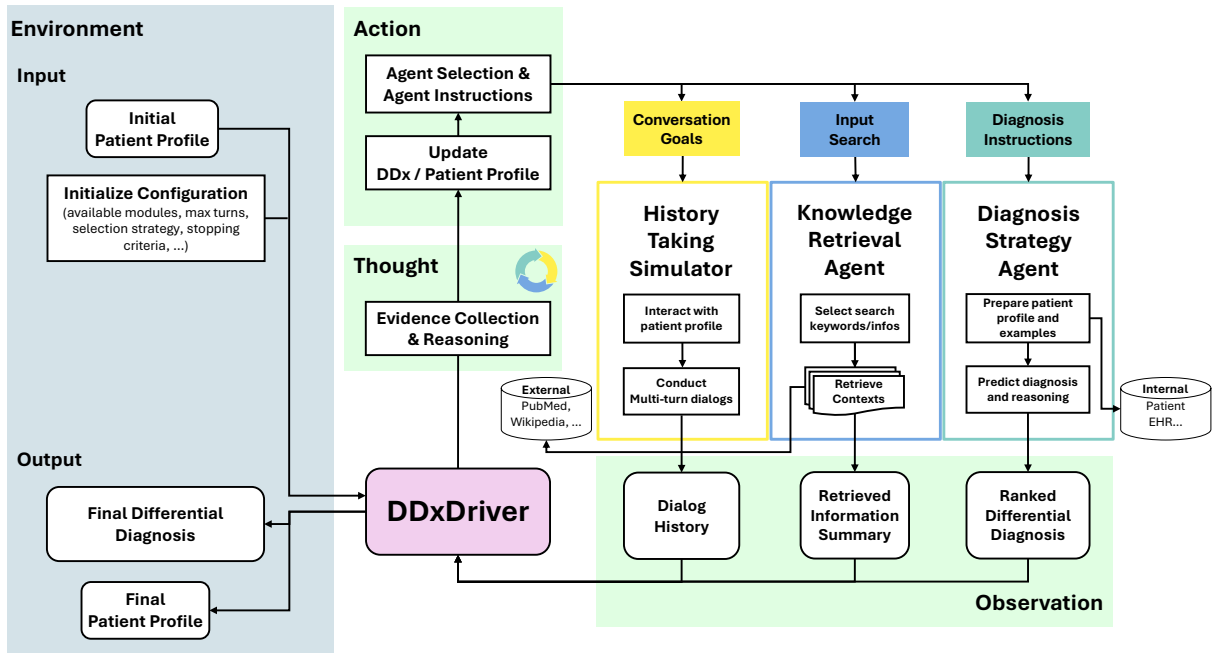 Environment
Input
Initial
Patient Profile
Initialize Configuration
(available modules, max turns,
selection strategy, stopping
criteria, ...)
Output
Final Differential
Diagnosis
Final
Patient Profile
Action
Agent Selection &
Agent Instructions
Update
DDx / Patient Profile
Thought
Evidence Collection
& Reasoning
DDxDriver
Conversation
Goals
Input
Search
Diagnosis
Instructions
History
Taking
Simulator
Interact with
patient profile
Conduct
Multi-turn dialogs
Knowledge
Retrieval
Agent
Select search
keywords/infos
Retrieve
Contexts
Diagnosis
Strategy
Agent
Prepare patient
profile and
examples
Predict diagnosis
and reasoning
External
PubMed,
Wikipedia, ...
Internal
Patient
EHR...
Dialog
History
Retrieved
Information
Summary
Ranked
Differential
Diagnosis
Observation